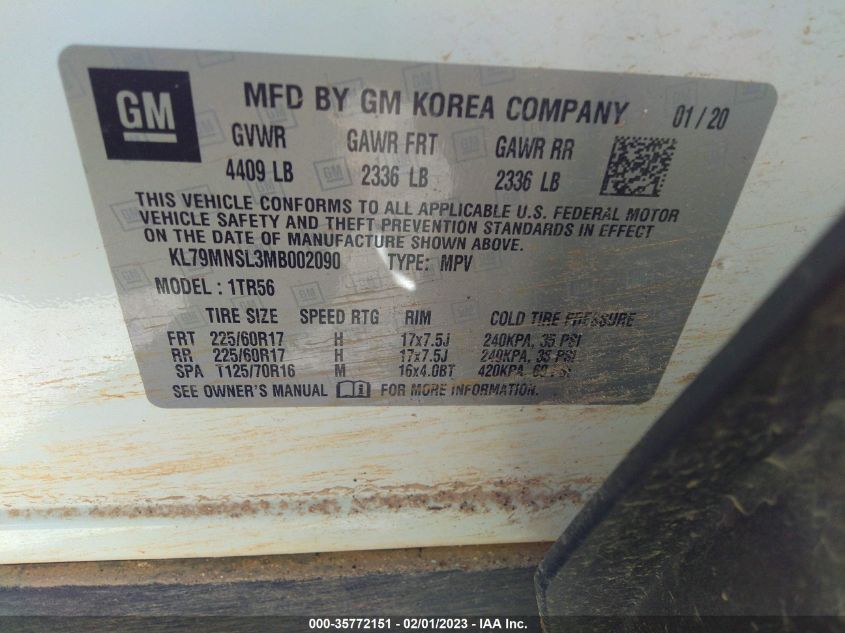 GM
MFD BY GM KOREA COMPANY 01/20
GVWR GAWR FRT GAWR RR
4409 LB 2336 LB 2336 LB
THIS VEHICLE CONFORMS TO ALL APPLICABLE U.S. FEDERAL MOTOR
VEHICLE SAFETY AND THEFT PREVENTION STANDARDS IN EFFECT
ON THE DATE OF MANUFACTURE SHOWN ABOVE.
KL79MNSL3MB002090 TYPE: MPV
MODEL: 1TR56
TIRE SIZE SPEED RTG RIM COLD TIRE PRESSURE
FRT 225/60R17 H 17x7.5J 240KPA, 35 PSI
RR 225/60R17 H 17x7.5J 240KPA, 35 PSI
SPA T125/70R16 M 16x4.0BT 420KPA, 60 PSI
SEE OWNER'S MANUAL FOR MORE INFORMATION.
000-35772151 - 02/01/2023 - IAA Inc.